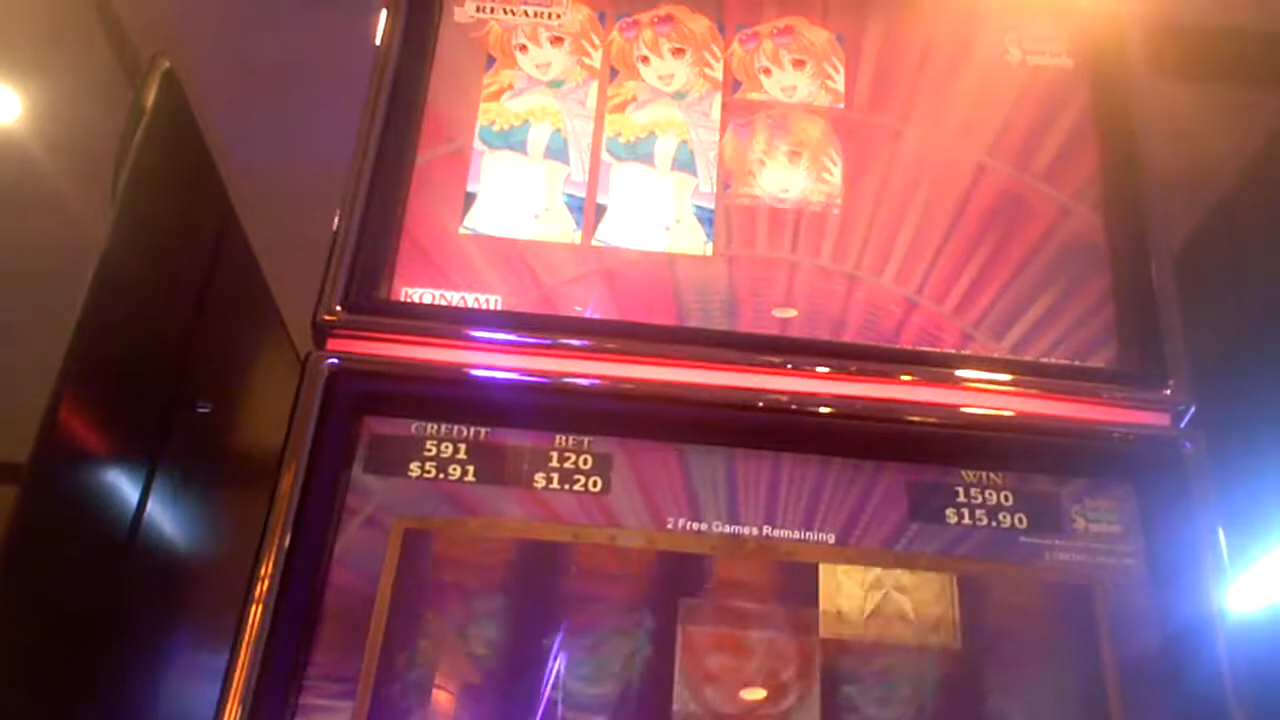 REWARD
KONAMI
CREDIT
591
$5.91
BET
120
$1.20
WIN
1590
$15.90
2 Free Games Remaining